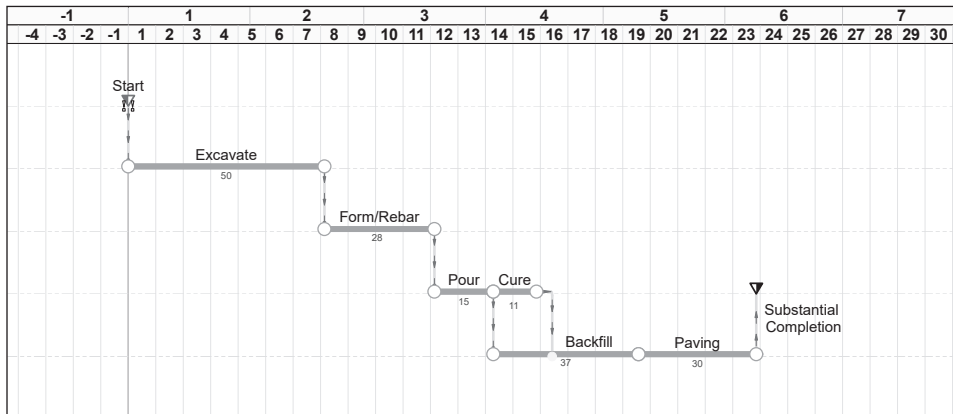 -1 1 2 3 4 5 6 7
-4 -3 -2 -1 1 2 3 4 5 6 7 8 9 10 11 12 13 14 15 16 17 18 19 20 21 22 23 24 25 26 27 28 29 30
Start
Excavate
50
Form/Rebar
28
Pour Cure
15 11
Substantial
Completion
Backfill Paving
37 30